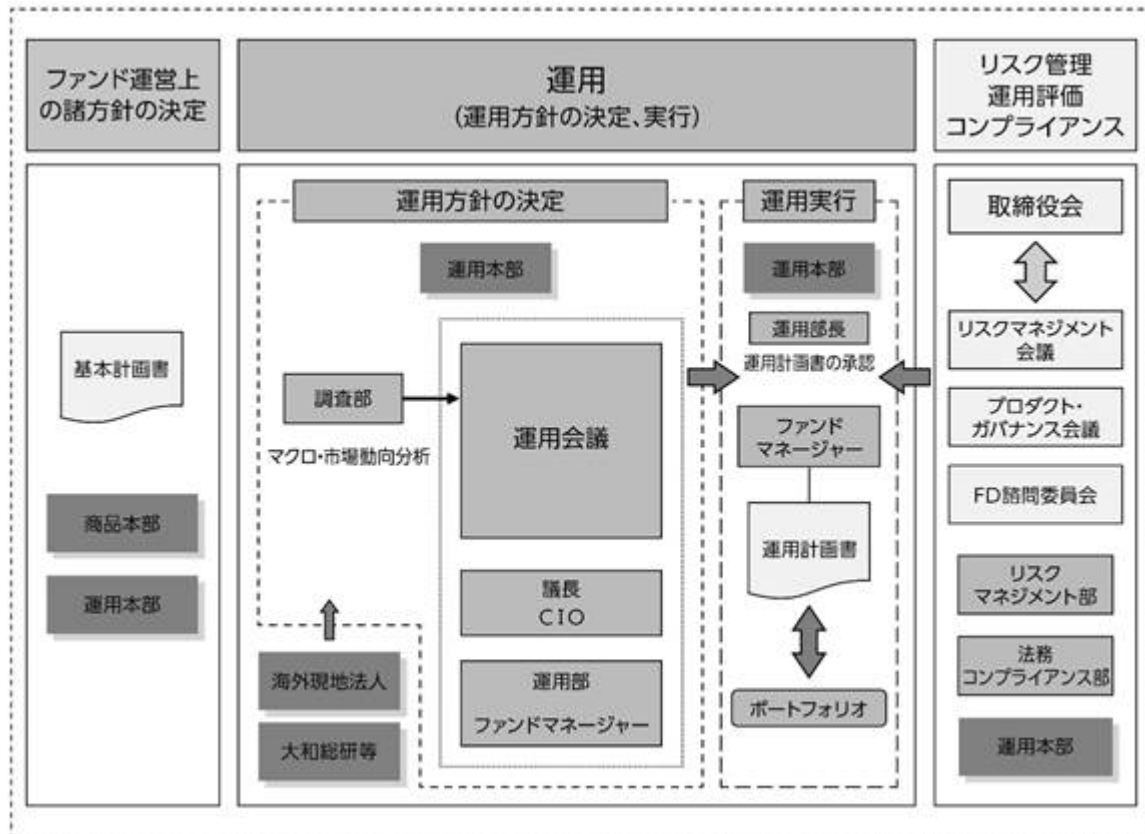 ファンド運営上
の諸方針の決定
運用
(運用方針の決定、実行)
リスク管理
運用評価
コンプライアンス
基本計画書
商品本部
運用本部
運用方針の決定
運用本部
調査部
マクロ・市場動向分析
運用会議
議長
CIO
運用部
ファンドマネージャー
海外現地法人
大和総研等
運用実行
運用本部
運用部長
運用計画書の承認
ファンド
マネージャー
運用計画書
ポートフォリオ
取締役会
リスクマネジメント
会議
プロダクト・
ガバナンス会議
FD諮問委員会
リスク
マネジメント部
法務
コンプライアンス部
運用本部